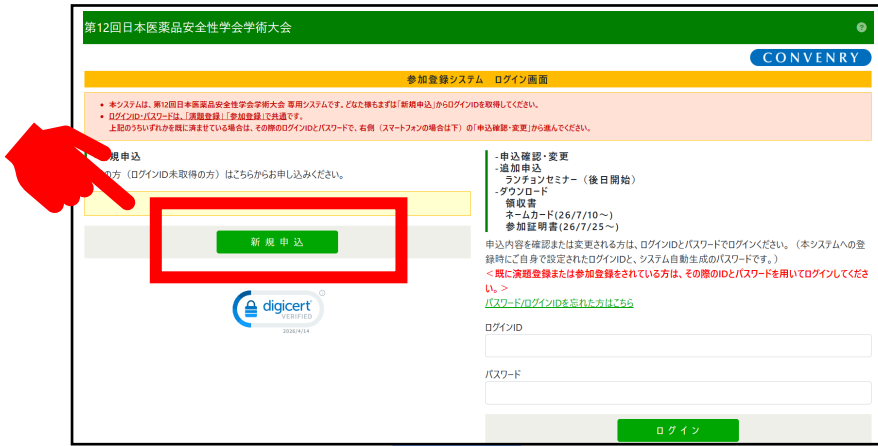 第12回日本医薬品安全性学会学術大会
CONVENRY
参加登録システム　ログイン画面
• 本システムは、第12回日本医薬品安全性学会学術大会 専用システムです。どなた様もまずは「新規申込」からログインIDを取得してください。
• ログインID・パスワードは、「演題登録」「参加登録」で共通です。
上記のうちいずれかを既に済ませている場合は、その際のログインIDとパスワードで、右側（スマートフォンの場合は下）の「申込確認・変更」から進んでください。
規申込
の方（ログインID未取得の方）はこちらからお申し込みください。
新規申込
digicert
VERIFIED
2026/4/14
-申込確認・変更
-追加申込
ランチョンセミナー（後日開始）
-ダウンロード
領収書
ネームカード(26/7/10～)
参加証明書(26/7/25～)
申込内容を確認または変更される方は、ログインIDとパスワードでログインください。（本システムへの登
録時にご自身で設定されたログインIDと、システム自動生成のパスワードです。）
＜既に演題登録または参加登録をされている方は、その際のIDとパスワードを用いてログインしてくださ
い。＞
パスワード/ログインIDを忘れた方はこちら
ログインID
パスワード
ログイン